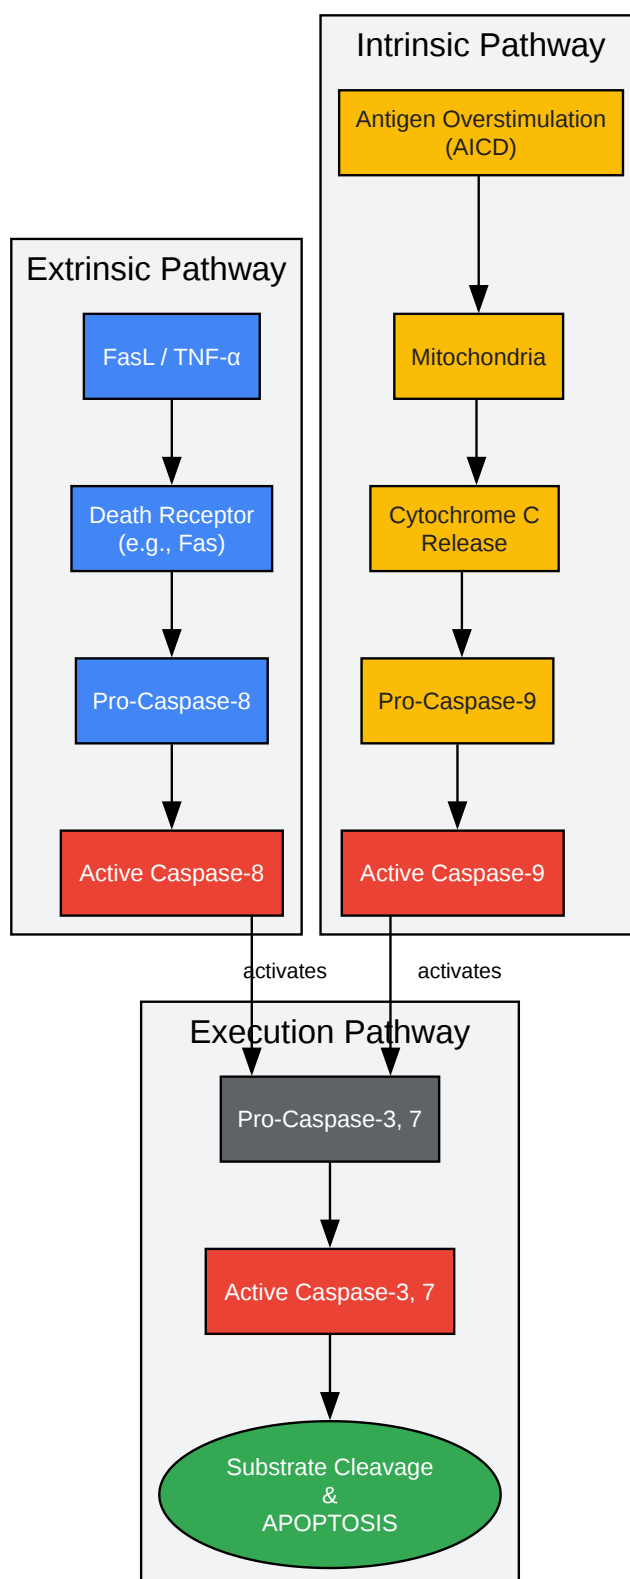 Intrinsic Pathway
Antigen Overstimulation
(AICD)
Mitochondria
Cytochrome C
Release
Pro-Caspase-9
Active Caspase-9
Extrinsic Pathway
FasL / TNF-α
Death Receptor
(e.g., Fas)
Pro-Caspase-8
Active Caspase-8
activates
activates
Execution Pathway
Pro-Caspase-3, 7
Active Caspase-3, 7
Substrate Cleavage
&
APOPTOSIS